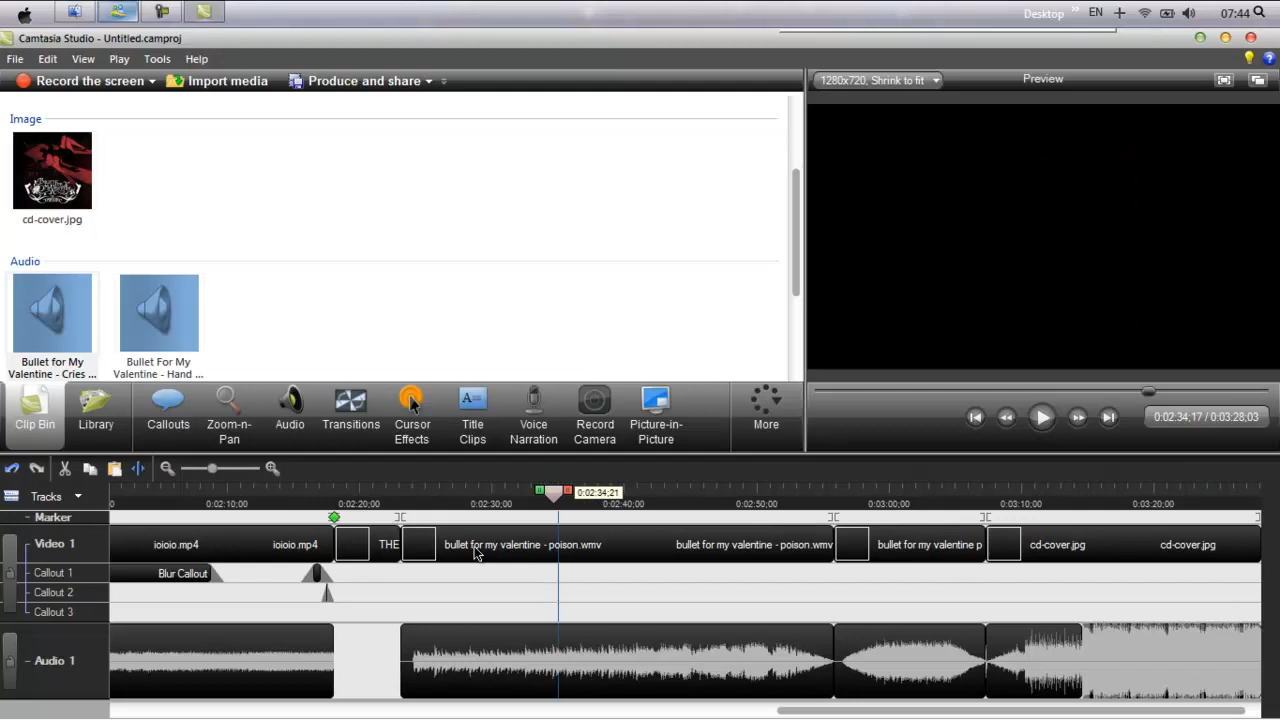 Desktop » EN 07:44
Camtasia Studio - Untitled.camproj
File Edit View Play Tools Help
Record the screen Import media Produce and share
1280x720, Shrink to fit Preview
Image
cd-cover.jpg
Audio
Bullet for My
Valentine - Cries ...
Bullet For My
Valentine - Hand ...
Clip Bin
Library
Callouts
Zoom-n-
Pan
Audio
Transitions
Cursor
Effects
Title
Clips
Voice
Narration
Record
Camera
Picture-in-
Picture
More
0:02:34,17 / 0:03:28,03
Tracks
0:02:34;21
0 0:02:10;00 0:02:20;00 0:02:30;00 0:02:40;00 0:02:50;00 0:03:00;00 0:03:10;00 0:03:20;00
Marker
Video 1 ioioio.mp4 ioioio.mp4 THE bullet for my valentine - poison.wmv bullet for my valentine - poison.wmv bullet for my valentine p cd-cover.jpg cd-cover.jpg
Callout 1 Blur Callout
Callout 2
Callout 3
Audio 1